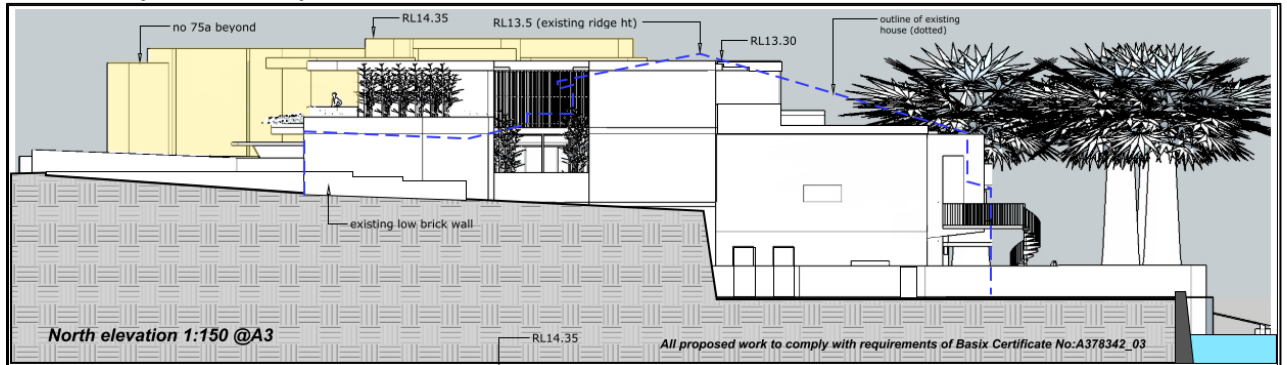 no 75a beyond
RL14.35
RL13.5 (existing ridge ht)
RL13.30
outline of existing
house (dotted)
existing low brick wall
North elevation 1:150 @A3
RL14.35
All proposed work to comply with requirements of Basix Certificate No:A378342_03